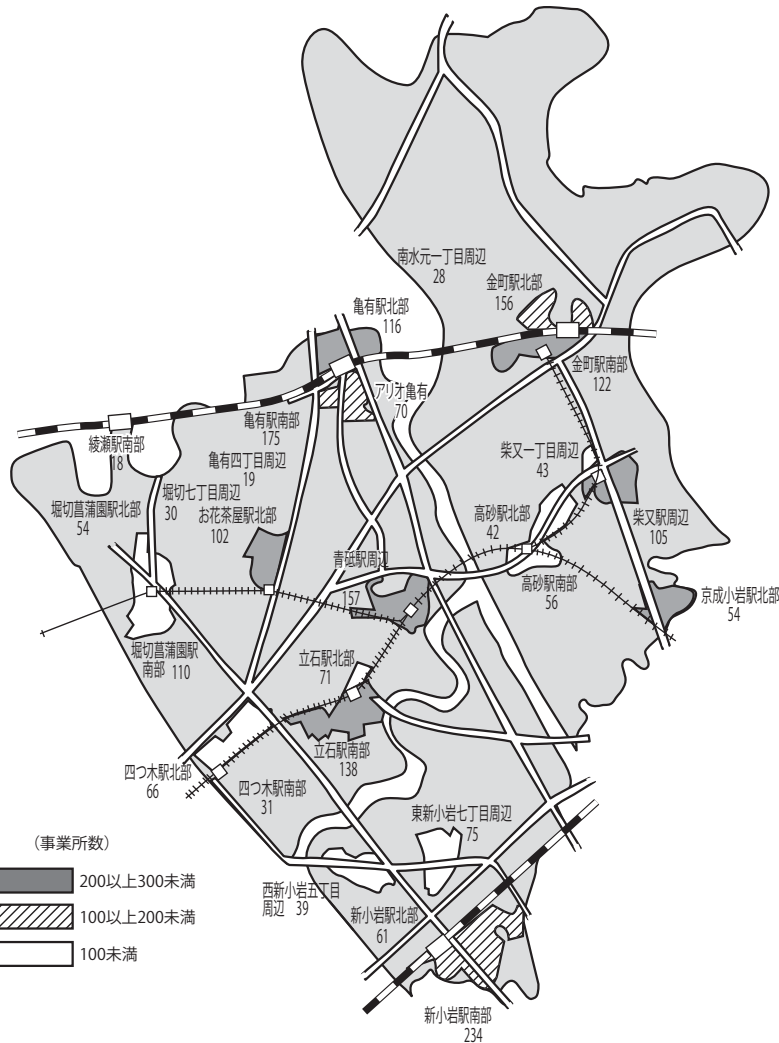 南水元一丁目周辺
28
金町駅北部
156
亀有駅北部
116
金町駅南部
122
アリオ亀有
70
亀有駅南部
175
綾瀬駅南部
18
亀有四丁目周辺
19
柴又一丁目周辺
43
堀切七丁目周辺
30
堀切菖蒲園駅北部
54
お花茶屋駅北部
102
高砂駅北部
42
柴又駅周辺
105
青砥駅周辺
157
高砂駅南部
56
京成小岩駅北部
54
堀切菖蒲園駅
南部 110
立石駅北部
71
立石駅南部
138
四つ木駅北部
66
四つ木駅南部
31
東新小岩七丁目周辺
75
(事業所数)
200以上300未満
100以上200未満
100未満
西新小岩五丁目
周辺 39
新小岩駅北部
61
新小岩駅南部
234